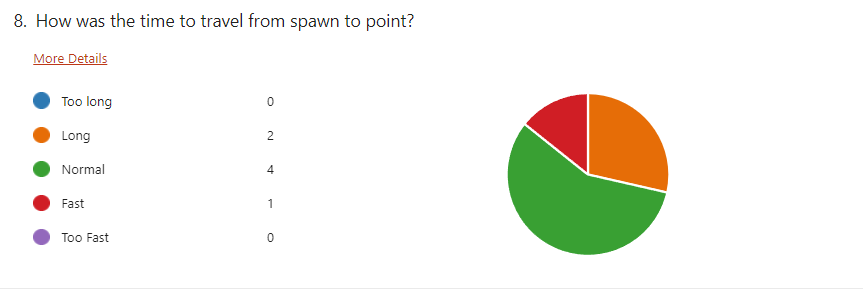 8. How was the time to travel from spawn to point?
More Details
Too long 0
Long 2
Normal 4
Fast 1
Too Fast 0